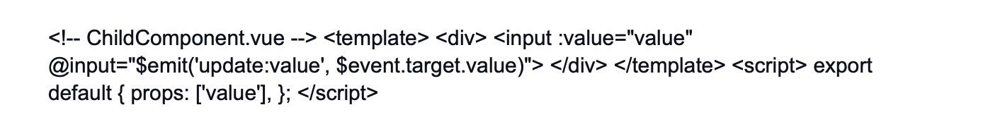 <!-- ChildComponent.vue --> <template> <div> <input :value="value"
@input="$emit('update:value', $event.target.value)"> </div> </template> <script> export
default { props: ['value'], }; </script>